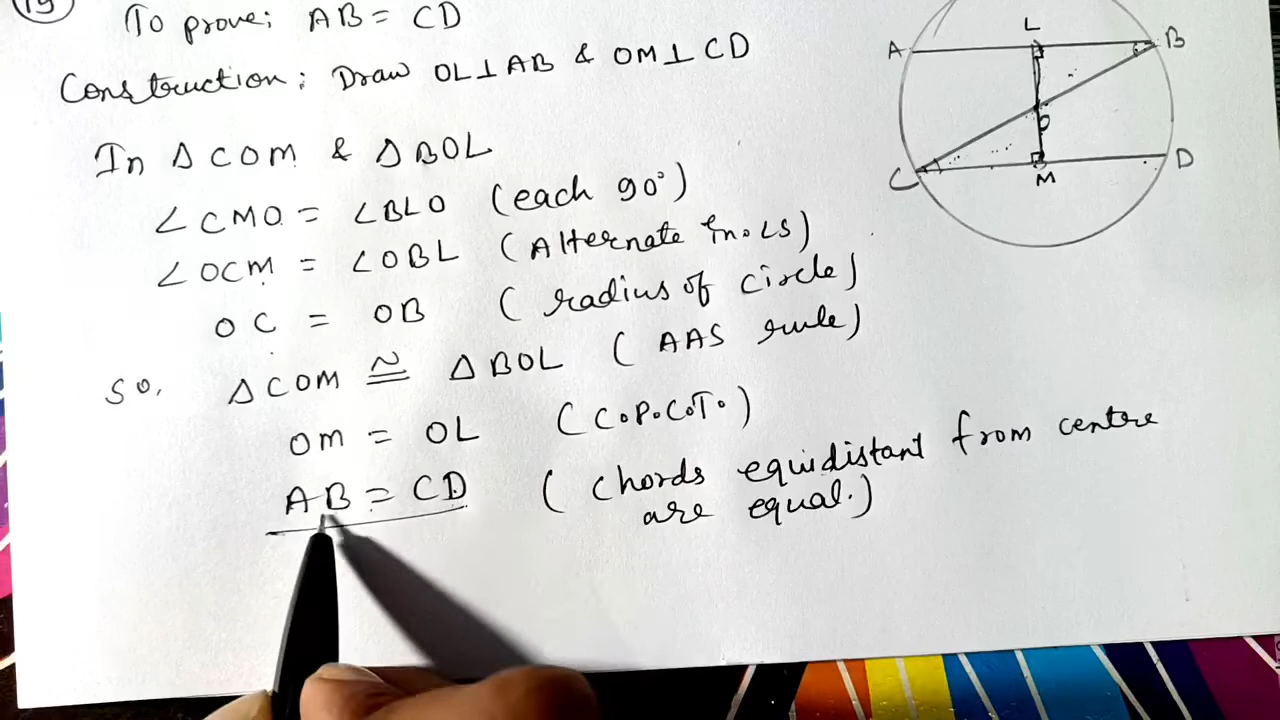 19
To prove: AB = CD
Construction: Draw OL⊥AB & OM⊥CD
In △COM & △BOL
∠CMO = ∠BLO (each 90°)
∠OCM = ∠OBL (Alternate In.∠S)
OC = OB (radius of circle)
So, △COM ≅ △BOL (AAS rule)
OM = OL (C.P.C.T.)
AB = CD (chords equidistant from centre
are equal.)
L
A
B
O
C
M
D